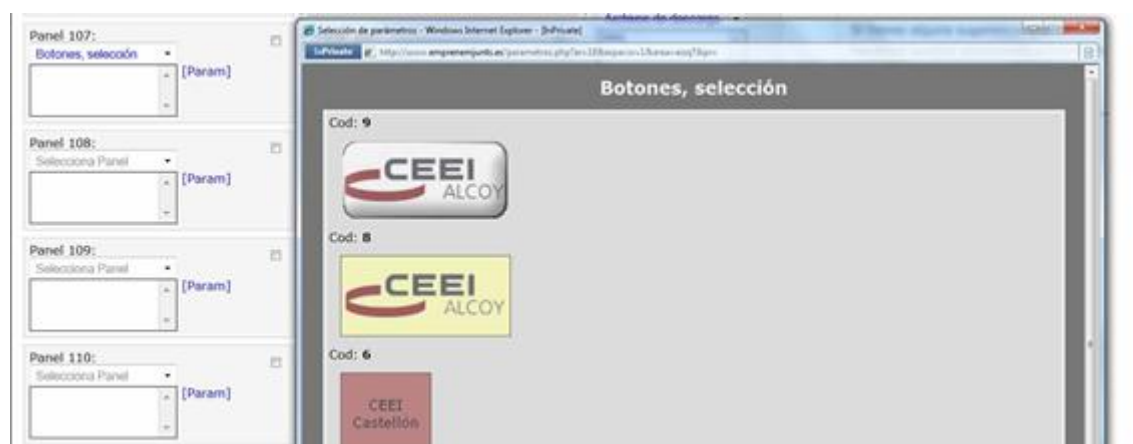 Panel 107:
Botones, selección
[Param]
Panel 108:
Selecciona Panel
[Param]
Panel 109:
Selecciona Panel
[Param]
Panel 110:
Selecciona Panel
[Param]
Selección de parámetros - Windows Internet Explorer - [InPrivate]
InPrivate
Botones, selección
Cod: 9
CEEI
ALCOY
Cod: 8
CEEI
ALCOY
Cod: 6
CEEI
Castellón